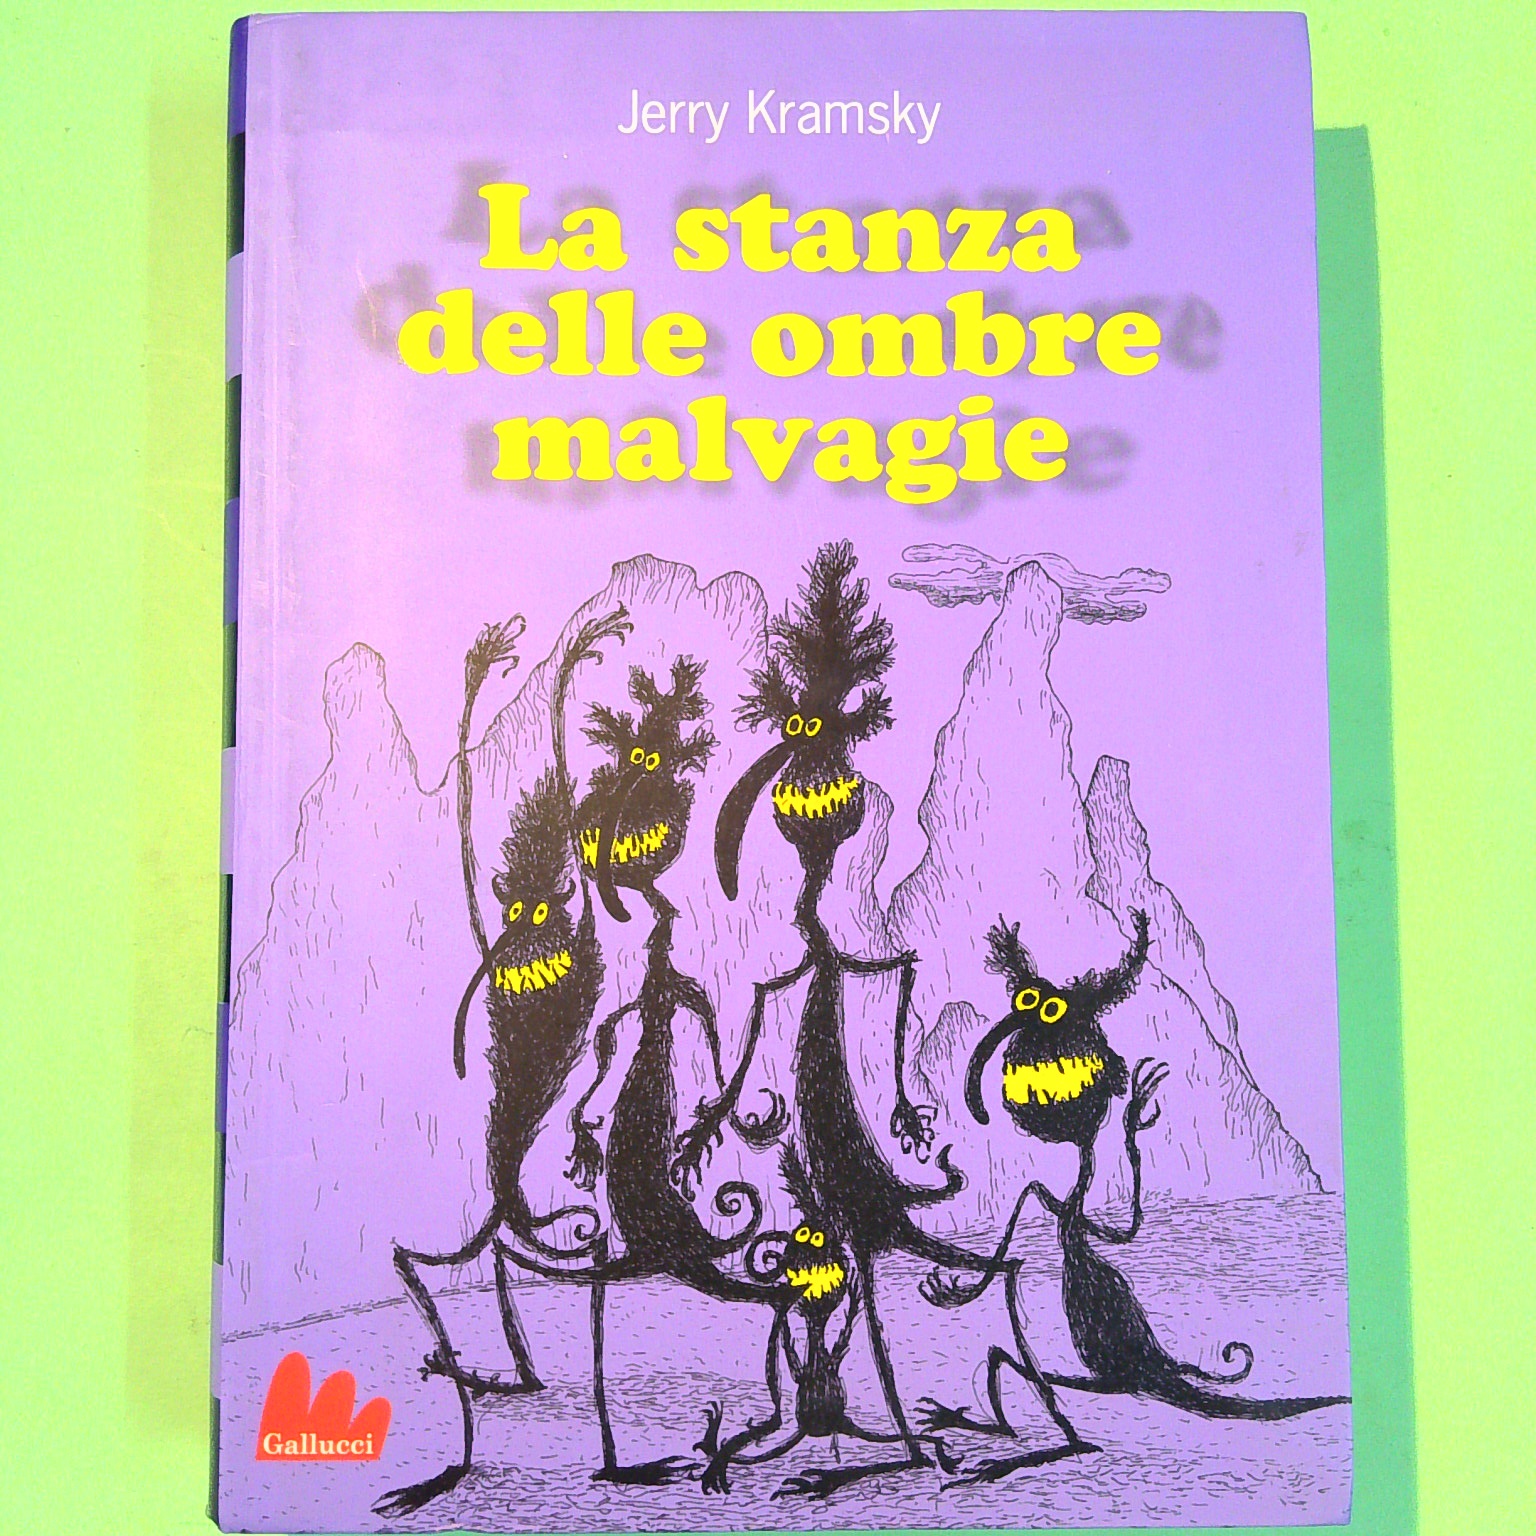 Jerry Kramsky
La stanza
delle ombre
malvagie
Gallucci